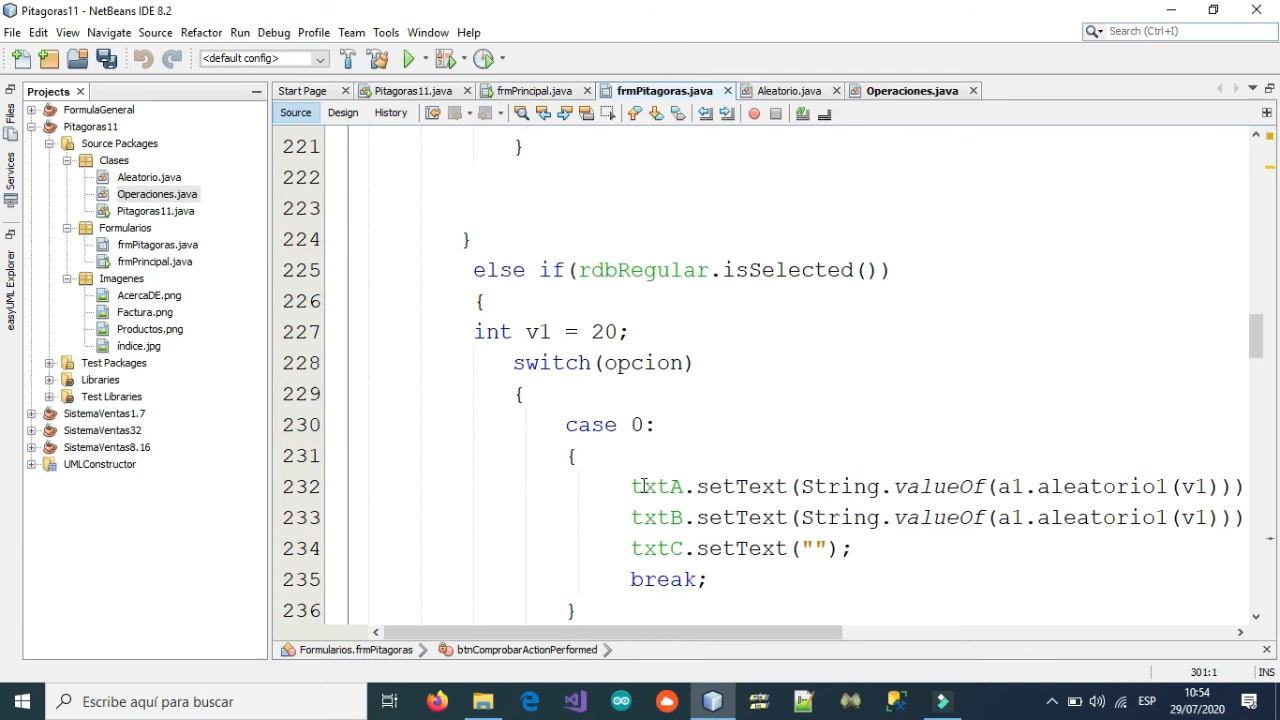 Pitagoras11 - NetBeans IDE 8.2
File Edit View Navigate Source Refactor Run Debug Profile Team Tools Window Help
Search (Ctrl+I)
<default config>
Projects
Start Page Pitagoras11.java frmPrincipal.java frmPitagoras.java Aleatorio.java Operaciones.java
Source Design History
Files
Services
easyUML Explorer
FormulaGeneral
Pitagoras11
Source Packages
Clases
Aleatorio.java
Operaciones.java
Pitagoras11.java
Formularios
frmPitagoras.java
frmPrincipal.java
Imagenes
AcercaDE.png
Factura.png
Productos.png
índice.jpg
Test Packages
Libraries
Test Libraries
SistemaVentas1.7
SistemaVentas32
SistemaVentas8.16
UMLConstructor
221 }
222
223
224 }
225 else if(rdbRegular.isSelected())
226 {
227 int v1 = 20;
228 switch(opcion)
229 {
230 case 0:
231 {
232 txtA.setText(String.valueOf(a1.aleatorio1(v1)))
233 txtB.setText(String.valueOf(a1.aleatorio1(v1)))
234 txtC.setText("");
235 break;
236 }
Formularios.frmPitagoras btnComprobarActionPerformed
301:1 INS
Escribe aquí para buscar
ESP
10:54
29/07/2020